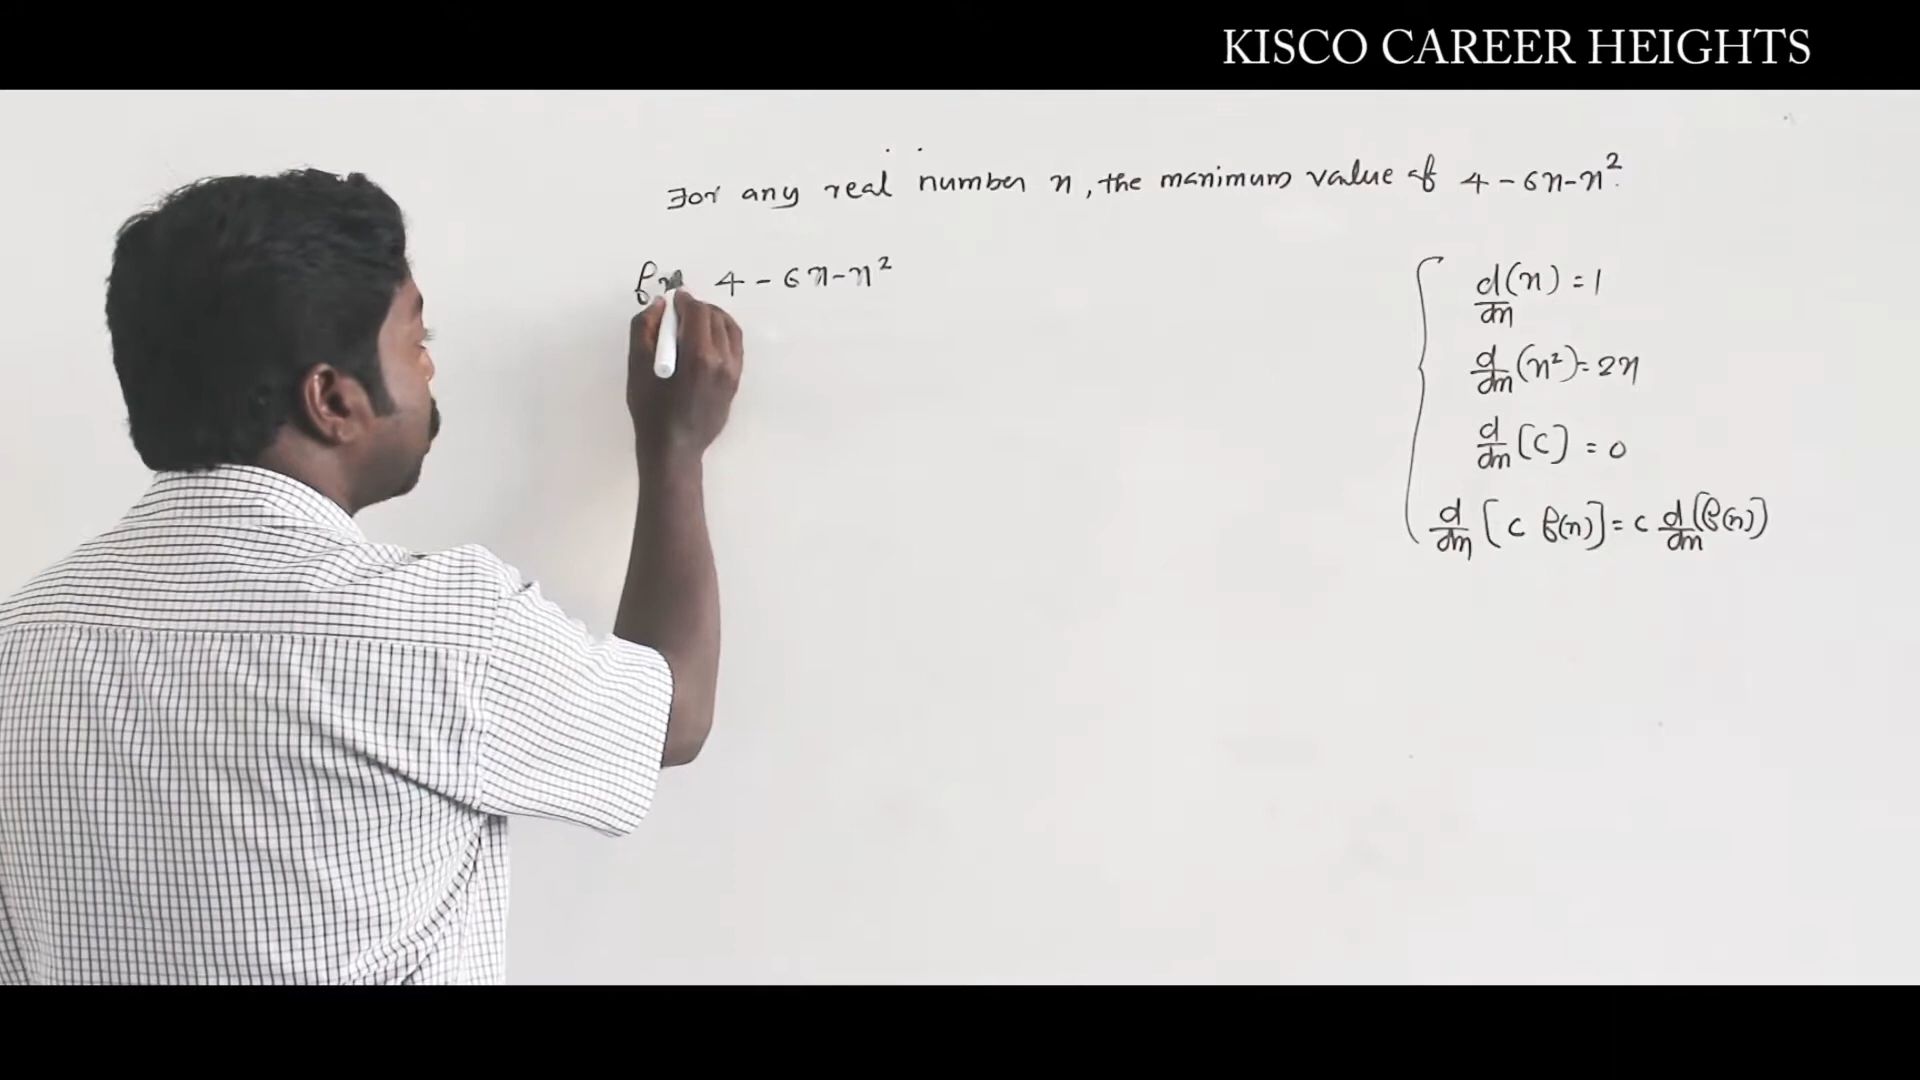 KISCO CAREER HEIGHTS
For any real number x, the maximum value of 4 - 6x - x².
fx 4 - 6x - x²
d/dx (x) = 1
d/dx (x²) = 2x
d/dx [c] = 0
d/dx [c f(x)] = c d/dx [f(x)]